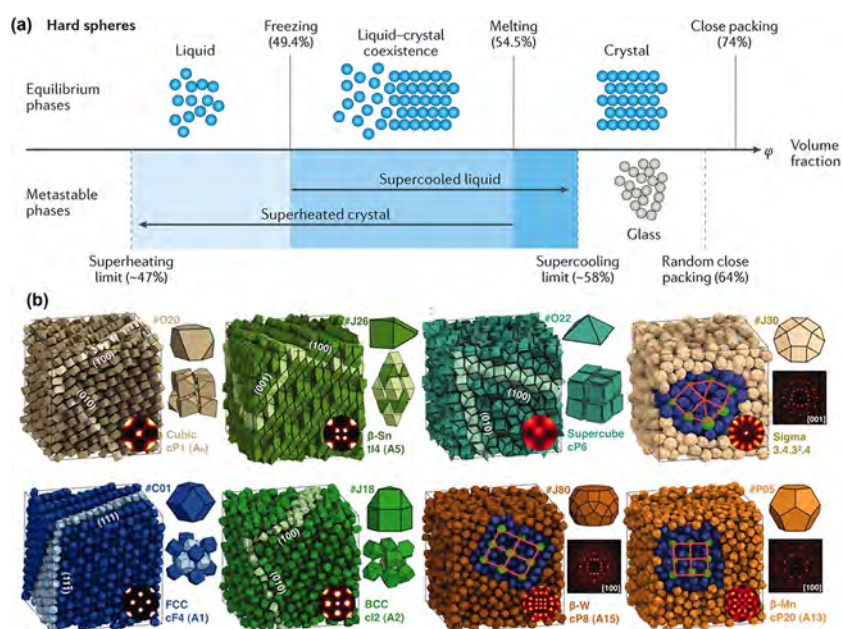 (a) Hard spheres
Freezing
(49.4%)
Liquid–crystal
coexistence
Melting
(54.5%)
Close packing
(74%)
Liquid
Crystal
Equilibrium
phases
φ
Volume
fraction
Metastable
phases
Supercooled liquid
Superheated crystal
Glass
Superheating
limit (~47%)
Supercooling
limit (~58%)
Random close
packing (64%)
(b)
#O20
(100)
(010)
Cubic
#J26
(100)
(001)
β-Sn
tI4 (A5)
#O22
(100)
(010)
Supercube
cP6
#J30
[001]
Sigma
3.4.3².4
#C01
(111)
FCC
cF4 (A1)
#J18
(100)
(010)
BCC
cI2 (A2)
#J80
[100]
β-W
cP8 (A15)
#P05
[100]
β-Mn
cP20 (A13)